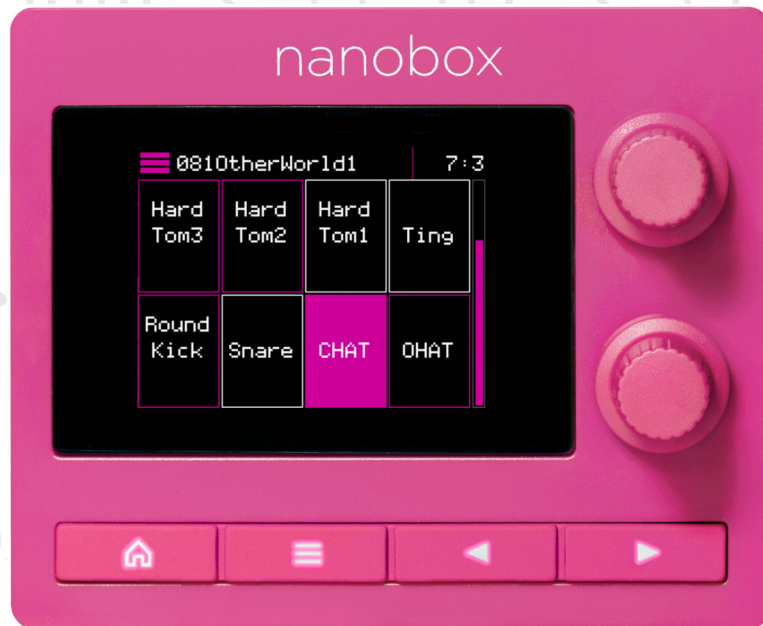 nanobox
081OtherWorld1 7:3
Hard Hard Hard
Tom3 Tom2 Tom1 Ting
Round
Kick Snare CHAT OHAT